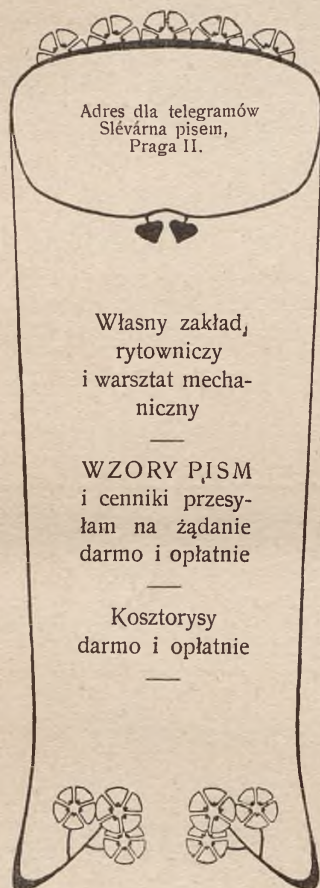 Adres dla telegramów
Slévárna pisem,
Praga II.
Własny zakład,
rytowniczy
i warsztat mecha-
niczny
WZORY PISM
i cenniki przesy-
łam na żądanie
darmo i opłatnie
Kosztorysy
darmo i opłatnie